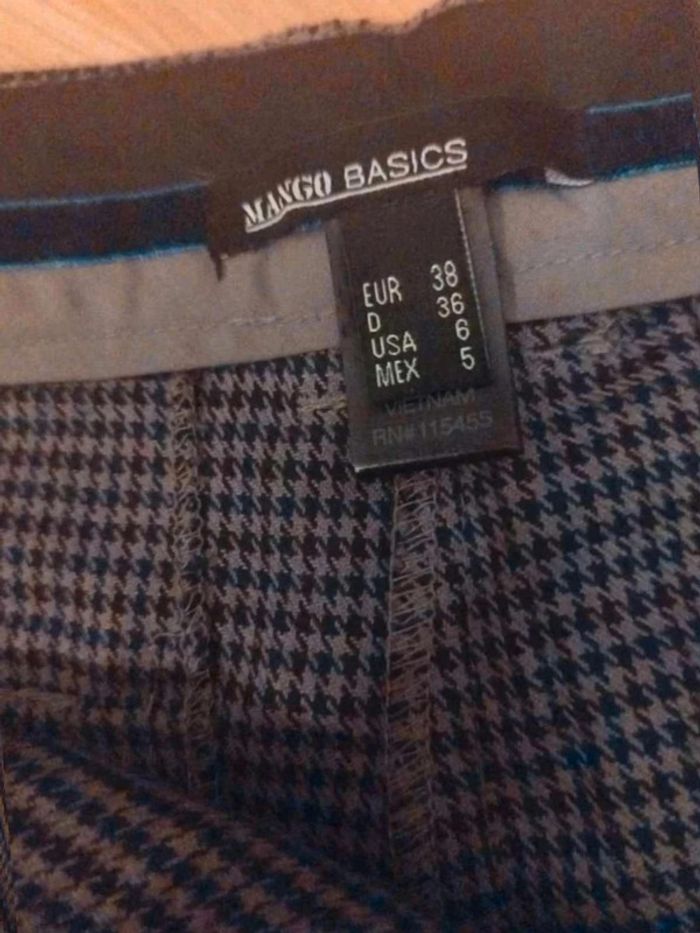 MANGO BASICS
EUR 38
D 36
USA 6
MEX 5
VIETNAM
RN# 115455